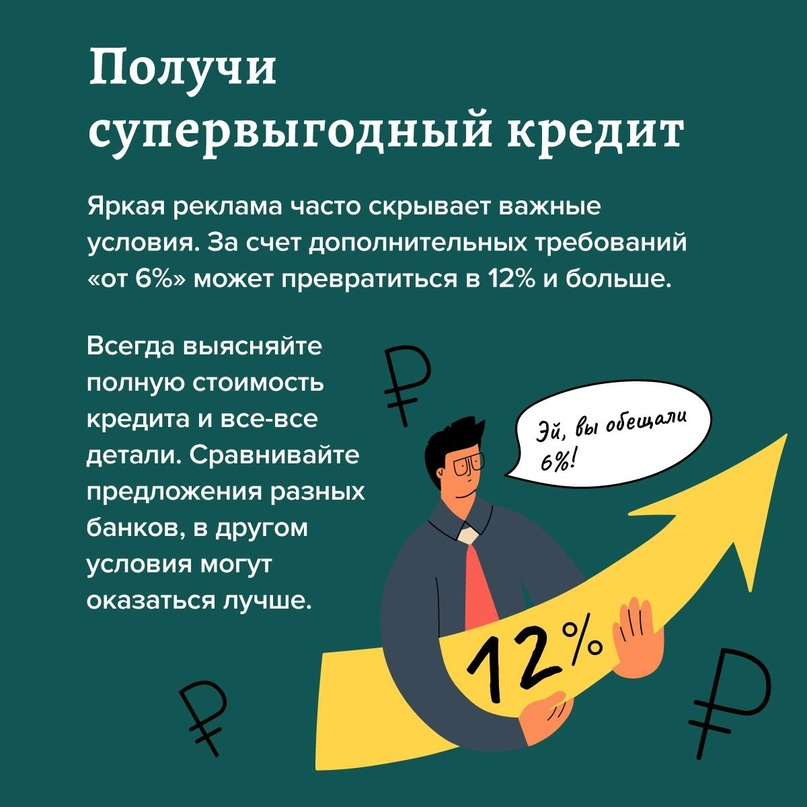 Получи
супервыгодный кредит
Яркая реклама часто скрывает важные
условия. За счет дополнительных требований
«от 6%» может превратиться в 12% и больше.
Всегда выясняйте
полную стоимость
кредита и все-все
детали. Сравнивайте
предложения разных
банков, в другом
условия могут
оказаться лучше.
Эй, вы обещали
6%!
12%